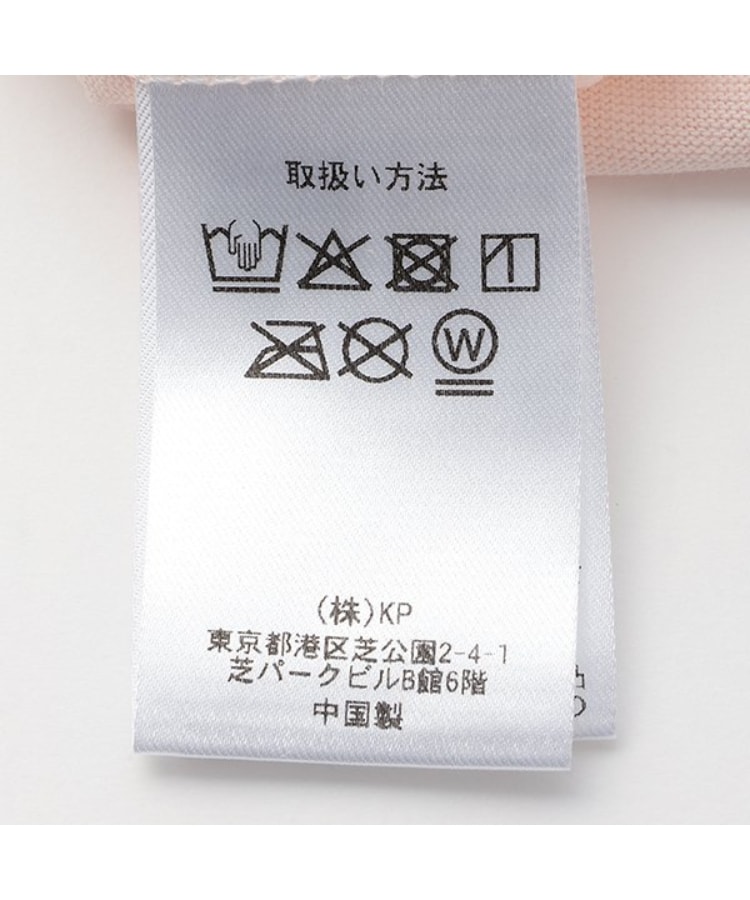 取扱い方法
W
(株)KP
東京都港区芝公園2-4-1
芝パークビルB館6階
中国製